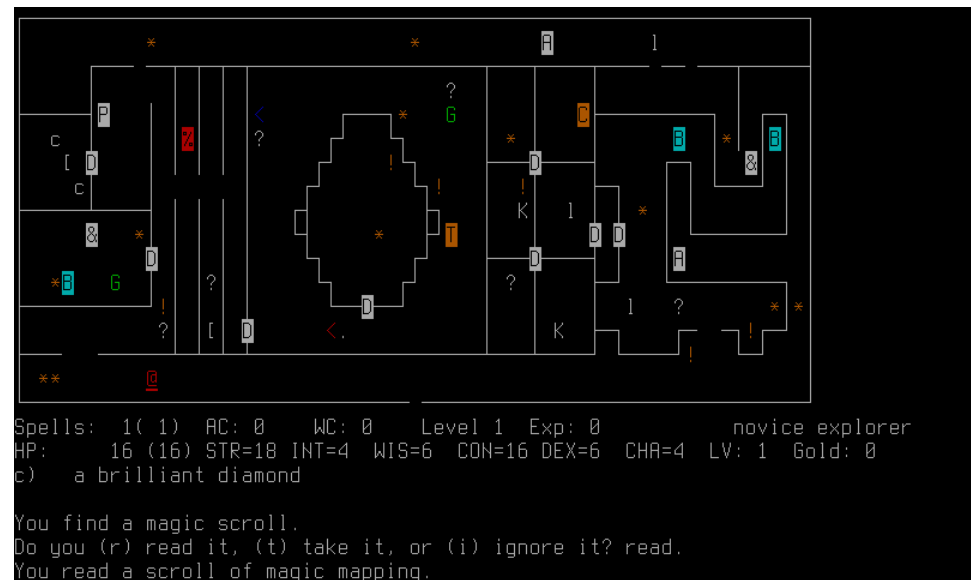 * * A l
?
P < * G C
c % ? * B * B
[ D ! D &
c ! !
K l *
& * * T D D
D D A
* B G ? ?
! D l ? * *
? [ D < . K !
!
** @
Spells: 1( 1) AC: 0 WC: 0 Level 1 Exp: 0 novice explorer
HP: 16 (16) STR=18 INT=4 WIS=6 CON=16 DEX=6 CHA=4 LV: 1 Gold: 0
c) a brilliant diamond
You find a magic scroll.
Do you (r) read it, (t) take it, or (i) ignore it? read.
You read a scroll of magic mapping.